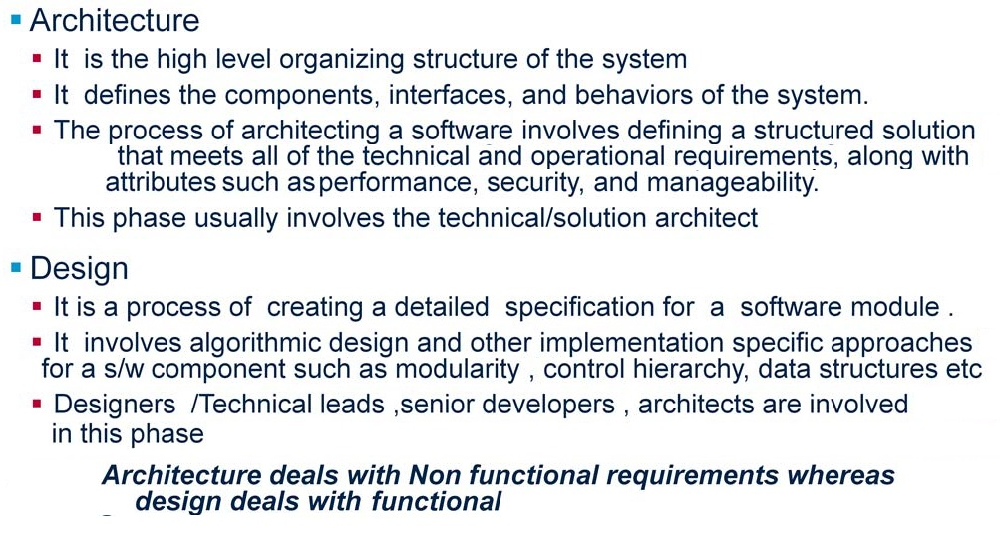 Architecture
It is the high level organizing structure of the system
It defines the components, interfaces, and behaviors of the system.
The process of architecting a software involves defining a structured solution
that meets all of the technical and operational requirements, along with
attributes such as performance, security, and manageability.
This phase usually involves the technical/solution architect
Design
It is a process of creating a detailed specification for a software module .
It involves algorithmic design and other implementation specific approaches
for a s/w component such as modularity , control hierarchy, data structures etc
Designers /Technical leads ,senior developers , architects are involved
in this phase
Architecture deals with Non functional requirements whereas
design deals with functional